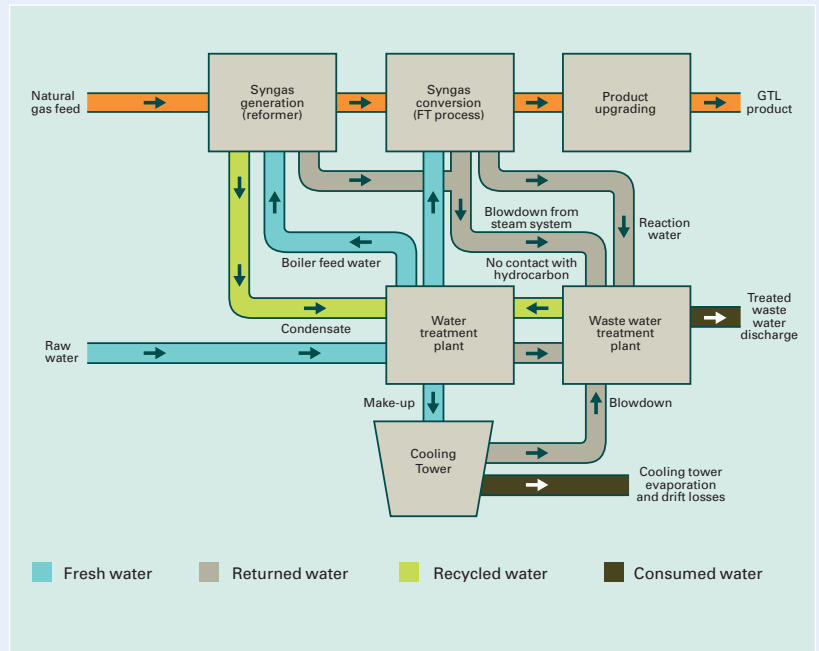 Natural
gas feed
Syngas
generation
(reformer)
Syngas
conversion
(FT process)
Product
upgrading
GTL
product
Blowdown from
steam system
Reaction
water
Boiler feed water
No contact with
hydrocarbon
Condensate
Water
treatment
plant
Waste water
treatment
plant
Treated
waste
water
discharge
Raw
water
Make-up
Blowdown
Cooling
Tower
Cooling tower
evaporation
and drift losses
Fresh water
Returned water
Recycled water
Consumed water